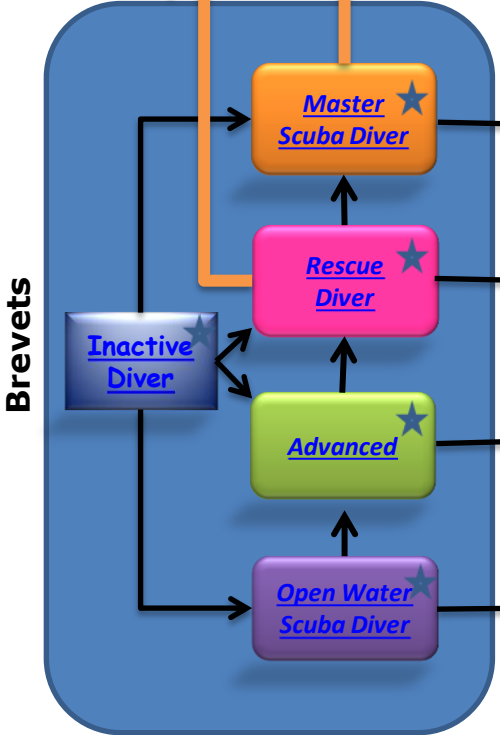 Master
Scuba Diver
Rescue
Diver
Brevets
Inactive
Diver
Advanced
Open Water
Scuba Diver